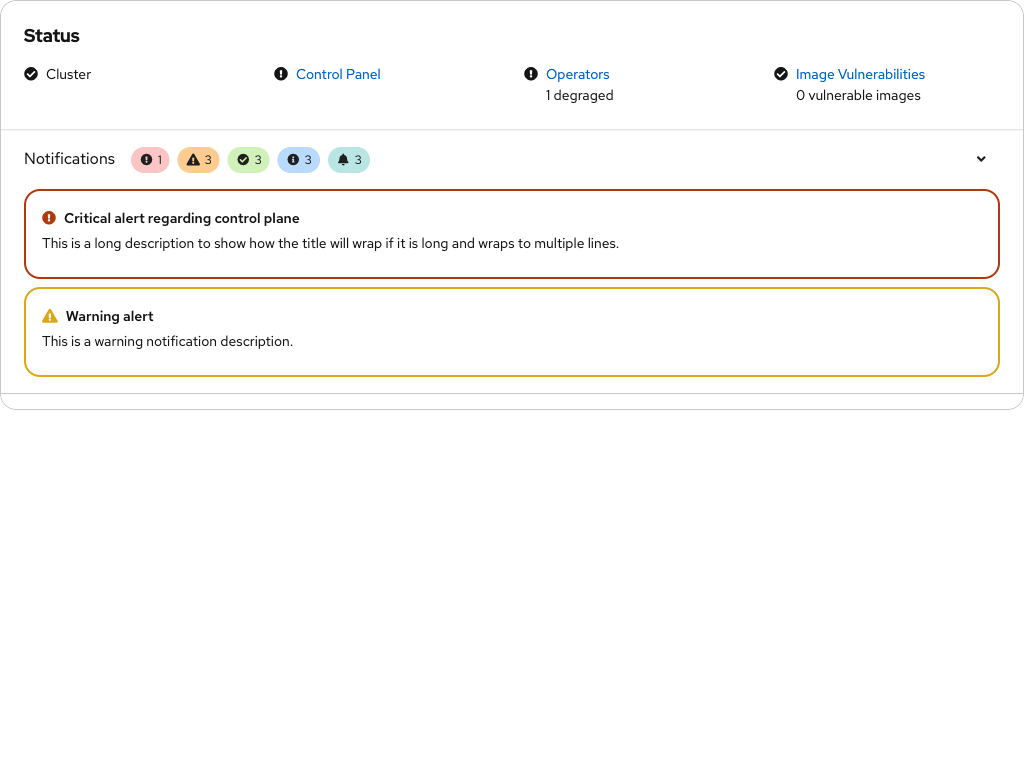 Status
Cluster
Control Panel
Operators
1 degraged
Image Vulnerabilities
0 vulnerable images
Notifications 1 3 3 3 3
Critical alert regarding control plane
This is a long description to show how the title will wrap if it is long and wraps to multiple lines.
Warning alert
This is a warning notification description.